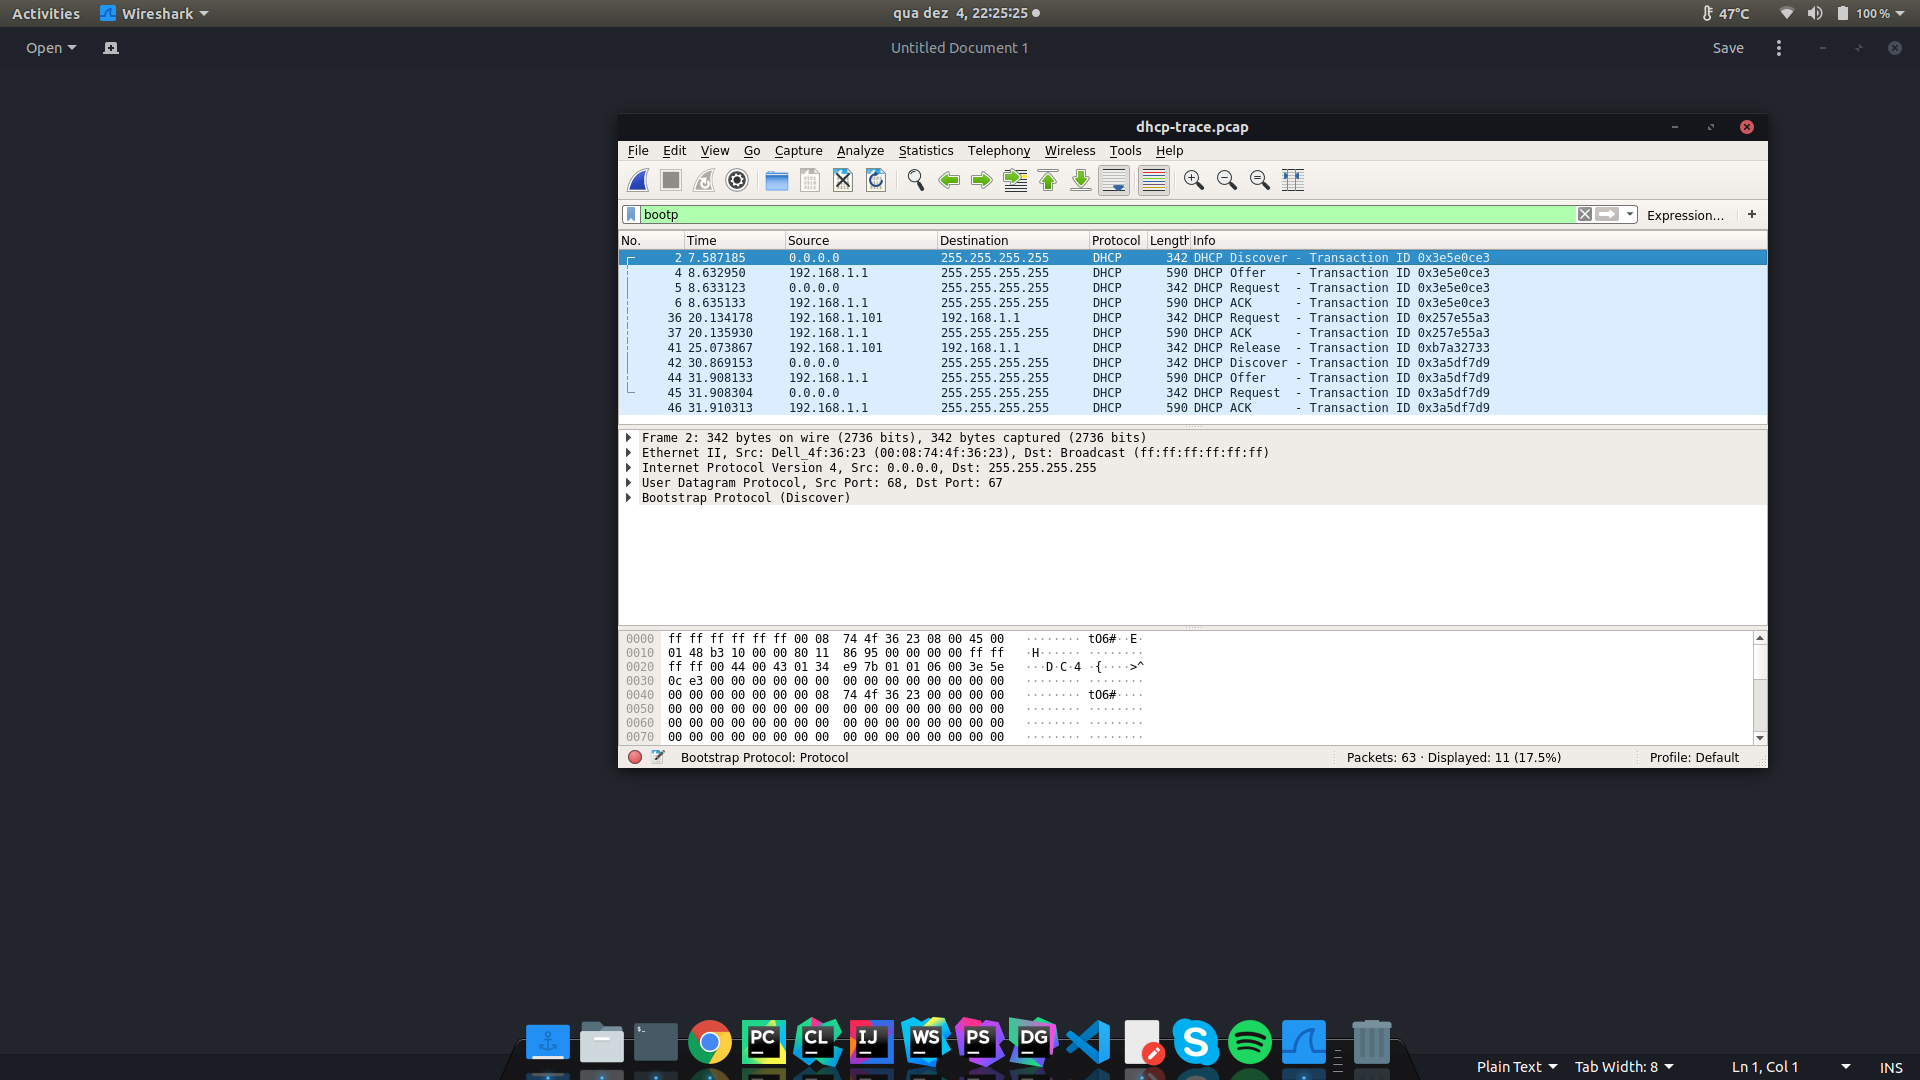 Activities Wireshark qua dez 4, 22:25:25 47°C 100 %
Open Untitled Document 1 Save
dhcp-trace.pcap
File Edit View Go Capture Analyze Statistics Telephony Wireless Tools Help
bootp Expression… +
No. Time Source Destination Protocol Length Info
2 7.587185 0.0.0.0 255.255.255.255 DHCP 342 DHCP Discover - Transaction ID 0x3e5e0ce3
4 8.632950 192.168.1.1 255.255.255.255 DHCP 590 DHCP Offer - Transaction ID 0x3e5e0ce3
5 8.633123 0.0.0.0 255.255.255.255 DHCP 342 DHCP Request - Transaction ID 0x3e5e0ce3
6 8.635133 192.168.1.1 255.255.255.255 DHCP 590 DHCP ACK - Transaction ID 0x3e5e0ce3
36 20.134178 192.168.1.101 192.168.1.1 DHCP 342 DHCP Request - Transaction ID 0x257e55a3
37 20.135930 192.168.1.1 255.255.255.255 DHCP 590 DHCP ACK - Transaction ID 0x257e55a3
41 25.073867 192.168.1.101 192.168.1.1 DHCP 342 DHCP Release - Transaction ID 0xb7a32733
42 30.869153 0.0.0.0 255.255.255.255 DHCP 342 DHCP Discover - Transaction ID 0x3a5df7d9
44 31.908133 192.168.1.1 255.255.255.255 DHCP 590 DHCP Offer - Transaction ID 0x3a5df7d9
45 31.908304 0.0.0.0 255.255.255.255 DHCP 342 DHCP Request - Transaction ID 0x3a5df7d9
46 31.910313 192.168.1.1 255.255.255.255 DHCP 590 DHCP ACK - Transaction ID 0x3a5df7d9
Frame 2: 342 bytes on wire (2736 bits), 342 bytes captured (2736 bits)
Ethernet II, Src: Dell_4f:36:23 (00:08:74:4f:36:23), Dst: Broadcast (ff:ff:ff:ff:ff:ff)
Internet Protocol Version 4, Src: 0.0.0.0, Dst: 255.255.255.255
User Datagram Protocol, Src Port: 68, Dst Port: 67
Bootstrap Protocol (Discover)
0000 ff ff ff ff ff ff 00 08 74 4f 36 23 08 00 45 00 ········ tO6#··E·
0010 01 48 b3 10 00 00 80 11 86 95 00 00 00 00 ff ff ·H······ ········
0020 ff ff 00 44 00 43 01 34 e9 7b 01 01 06 00 3e 5e ···D·C·4 ·{····>^
0030 0c e3 00 00 00 00 00 00 00 00 00 00 00 00 00 00 ········ ········
0040 00 00 00 00 00 00 00 08 74 4f 36 23 00 00 00 00 ········ tO6#····
0050 00 00 00 00 00 00 00 00 00 00 00 00 00 00 00 00 ········ ········
0060 00 00 00 00 00 00 00 00 00 00 00 00 00 00 00 00 ········ ········
0070 00 00 00 00 00 00 00 00 00 00 00 00 00 00 00 00 ········ ········
Bootstrap Protocol: Protocol Packets: 63 · Displayed: 11 (17.5%) Profile: Default
PC CL IJ WS PS DG S
Plain Text Tab Width: 8 Ln 1, Col 1 INS